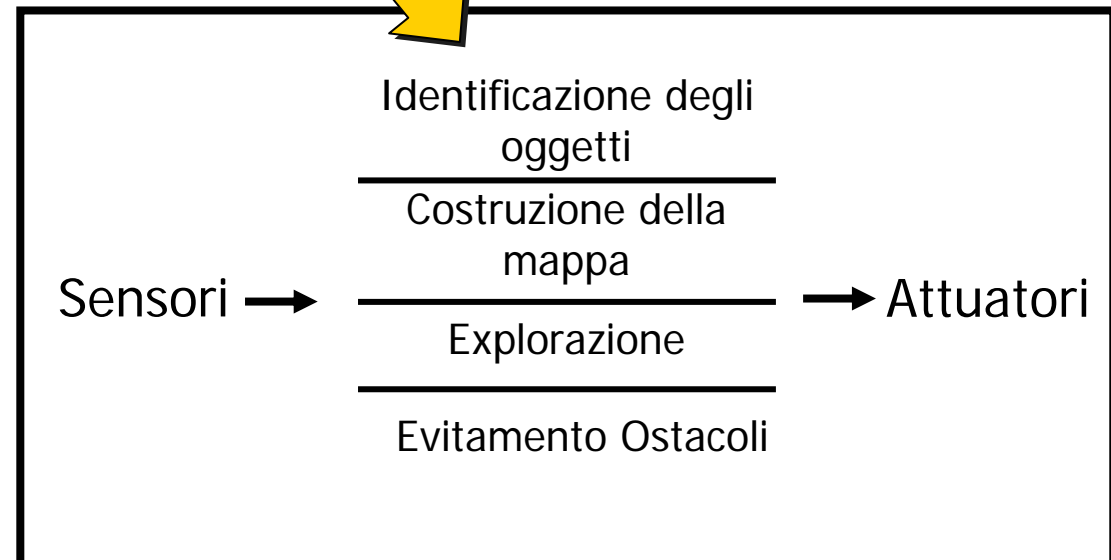 Identificazione degli
oggetti
Costruzione della
mappa
Sensori
Attuatori
Explorazione
Evitamento Ostacoli